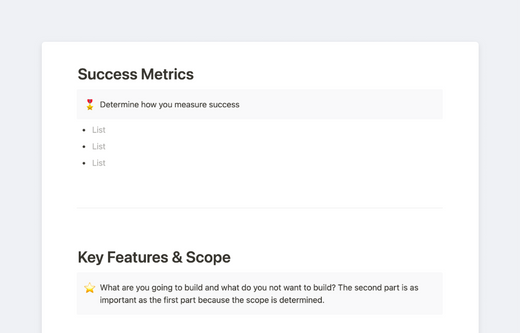 Success Metrics
Determine how you measure success
List
List
List
Key Features & Scope
What are you going to build and what do you not want to build? The second part is as
important as the first part because the scope is determined.